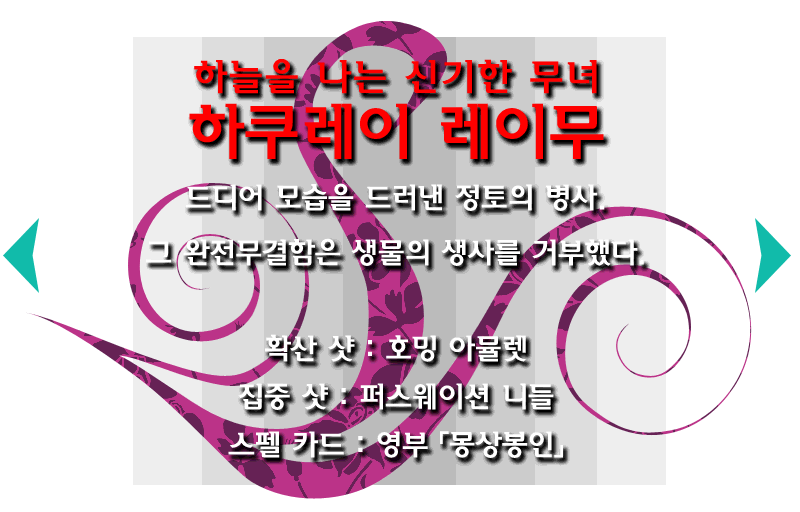 하늘을 나는 신기한 무녀
하쿠레이 레이무
드디어 모습을 드러낸 정토의 병사.
그 완전무결함은 생물의 생사를 거부했다.
확산 샷 : 호밍 아뮬렛
집중 샷 : 퍼스웨이션 니들
스펠 카드 : 영부 「몽상봉인」